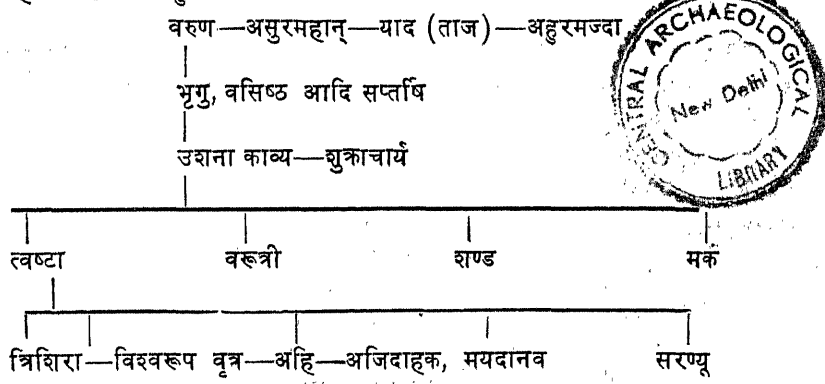 वरुण—असुरमहान्—याद (ताज)—अहुरमज्दा
भृगु, वसिष्ठ आदि सप्तर्षि
उशना काव्य—शुक्राचार्य
त्वष्टा वरूत्री शण्ड मर्क
त्रिशिरा—विश्वरूप वृत्र—अहि—अजिदाहक, मयदानव सरण्यू
CENTRAL ARCHAEOLOGICAL
LIBRARY
New Delhi